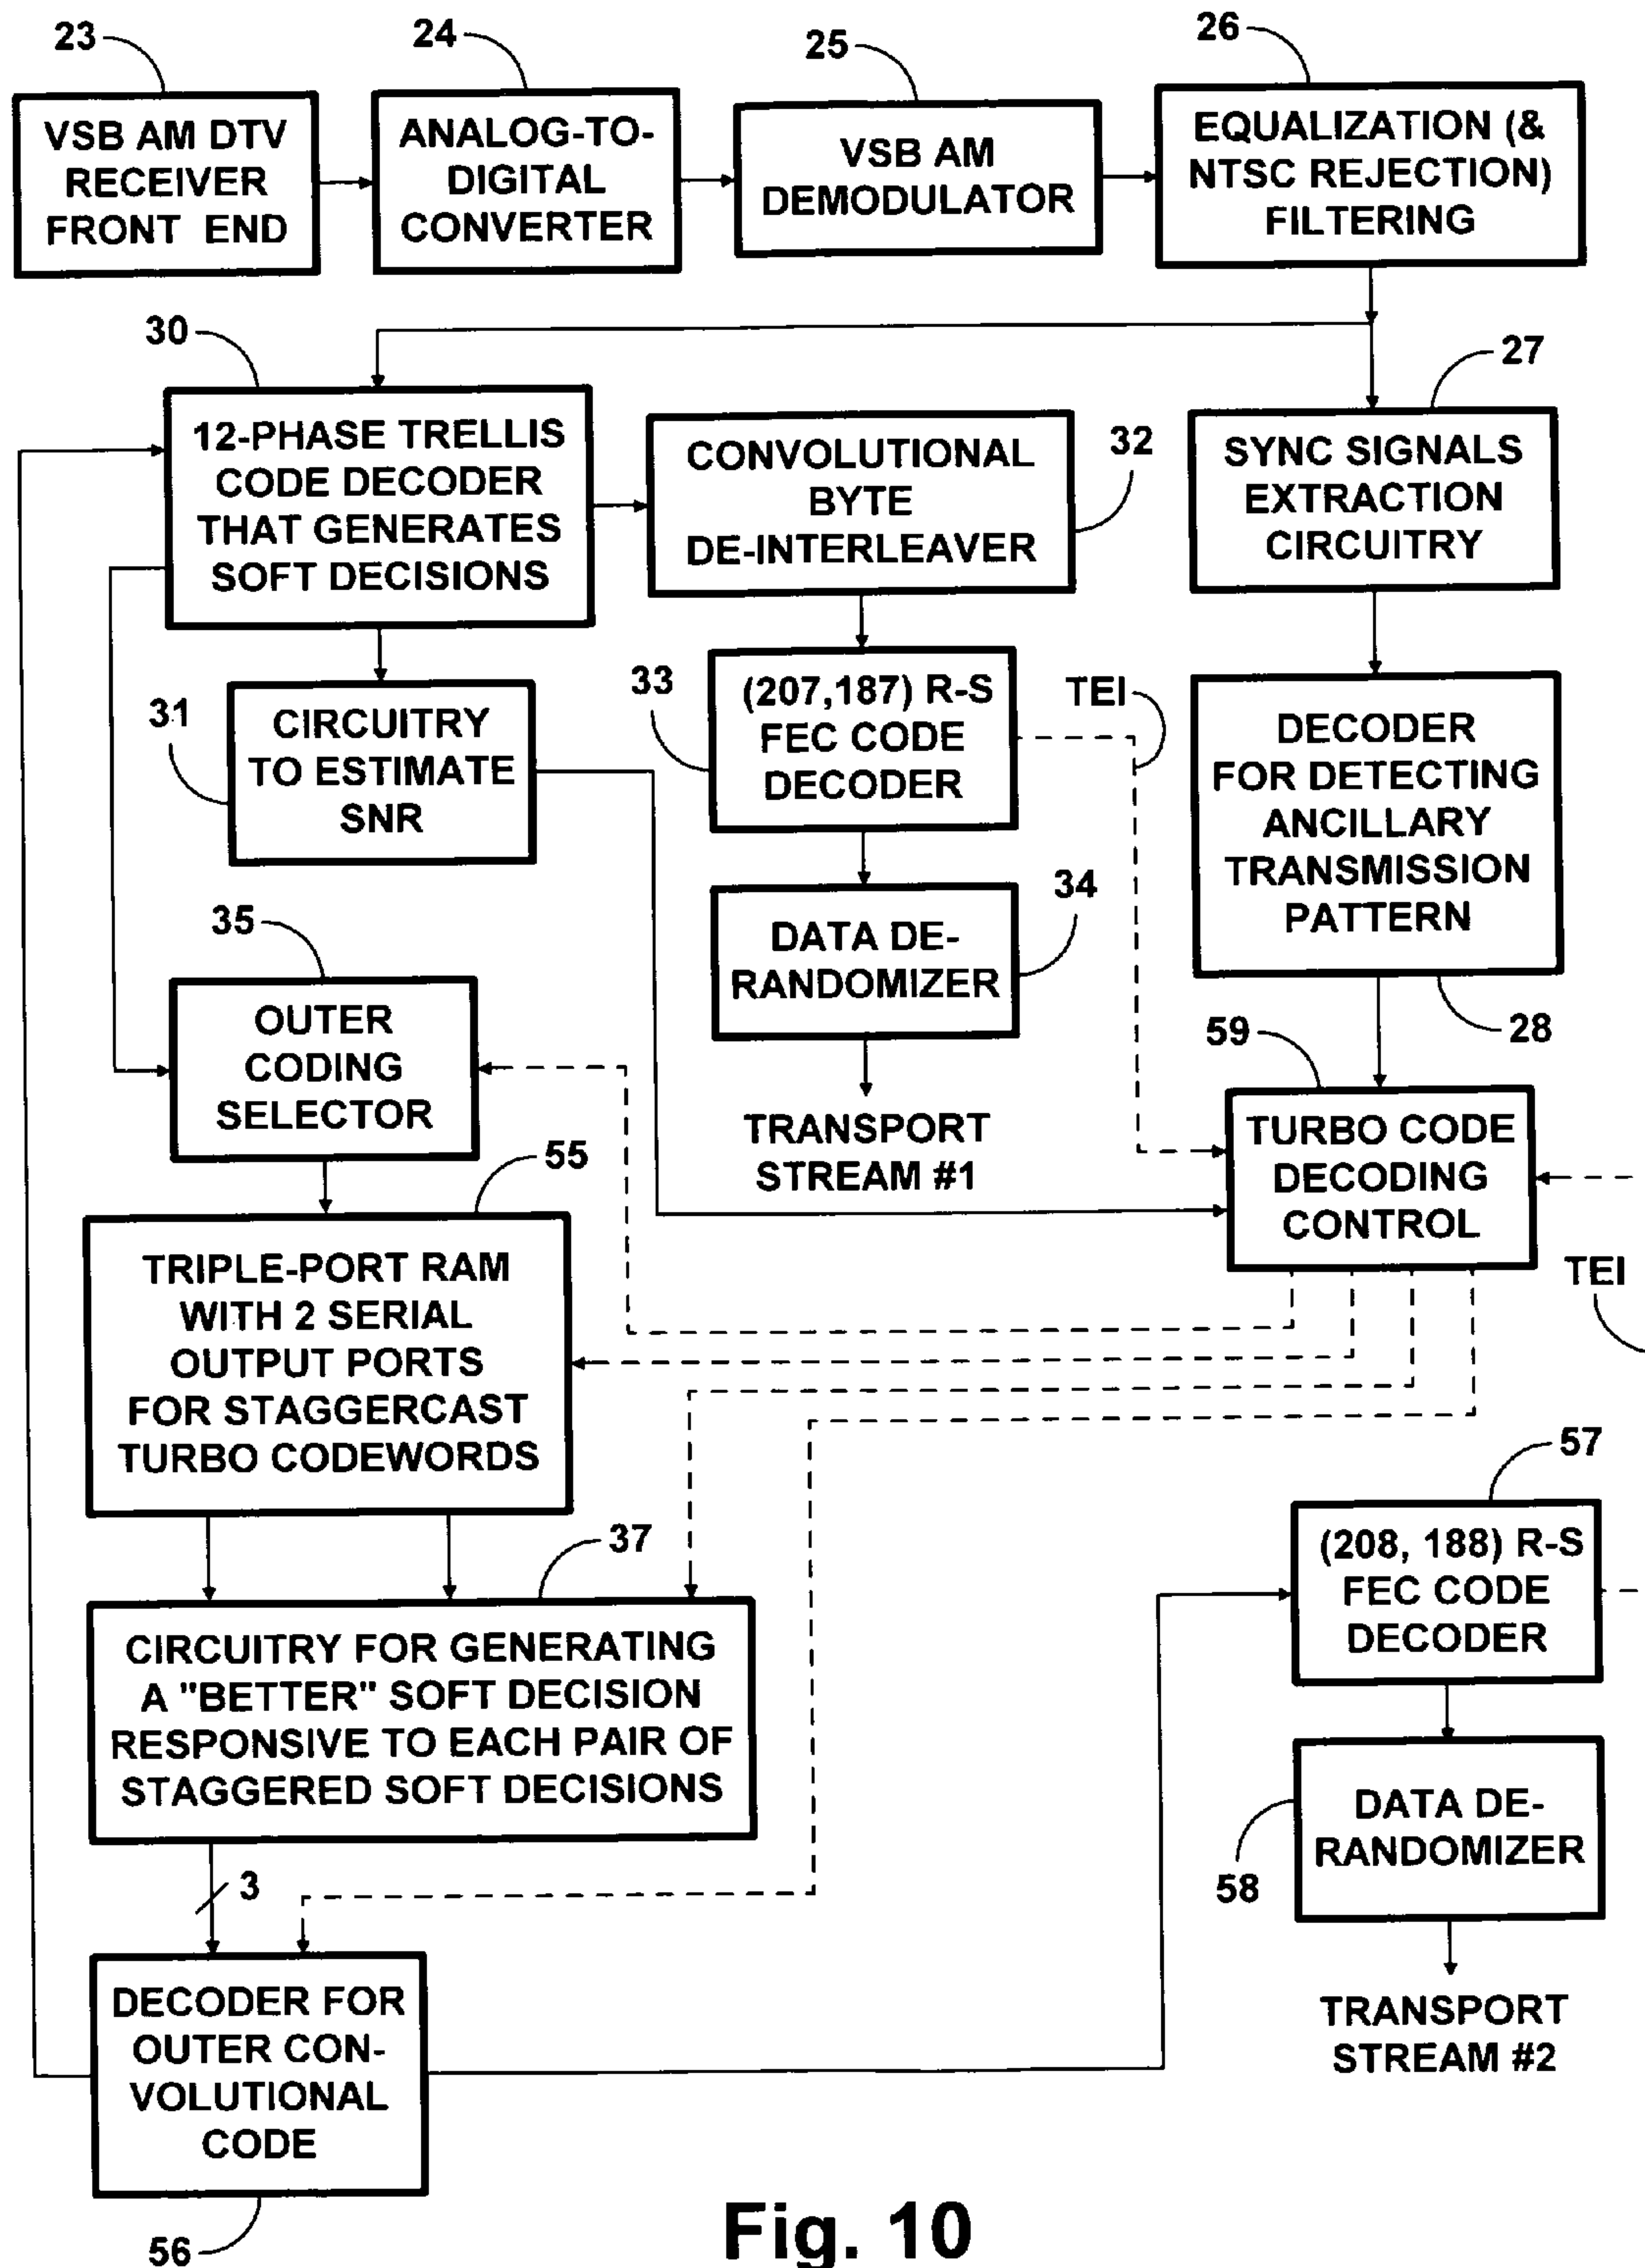 23
24
25
26
VSB AM DTV
RECEIVER
FRONT END
ANALOG-TO-
DIGITAL
CONVERTER
VSB AM
DEMODULATOR
EQUALIZATION (&
NTSC REJECTION)
FILTERING
30
27
12-PHASE TRELLIS
CODE DECODER
THAT GENERATES
SOFT DECISIONS
CONVOLUTIONAL
BYTE
DE-INTERLEAVER
32
SYNC SIGNALS
EXTRACTION
CIRCUITRY
31
CIRCUITRY
TO ESTIMATE
SNR
33
(207,187) R-S
FEC CODE
DECODER
TEI
DECODER
FOR DETECTING
ANCILLARY
TRANSMISSION
PATTERN
28
34
DATA DE-
RANDOMIZER
TRANSPORT
STREAM #1
35
OUTER
CODING
SELECTOR
59
TURBO CODE
DECODING
CONTROL
TEI
55
TRIPLE-PORT RAM
WITH 2 SERIAL
OUTPUT PORTS
FOR STAGGERCAST
TURBO CODEWORDS
57
(208, 188) R-S
FEC CODE
DECODER
37
CIRCUITRY FOR GENERATING
A "BETTER" SOFT DECISION
RESPONSIVE TO EACH PAIR OF
STAGGERED SOFT DECISIONS
58
DATA DE-
RANDOMIZER
3
TRANSPORT
STREAM #2
DECODER FOR
OUTER CON-
VOLUTIONAL
CODE
56
Fig. 10